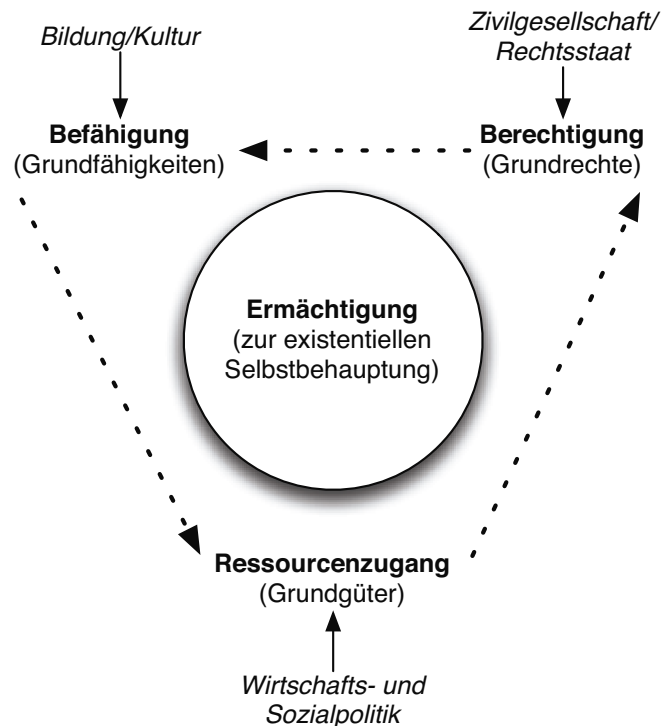 Bildung/Kultur
Zivilgesellschaft/
Rechtsstaat
Befähigung
(Grundfähigkeiten)
Berechtigung
(Grundrechte)
Ermächtigung
(zur existentiellen
Selbstbehauptung)
Ressourcenzugang
(Grundgüter)
Wirtschafts- und
Sozialpolitik